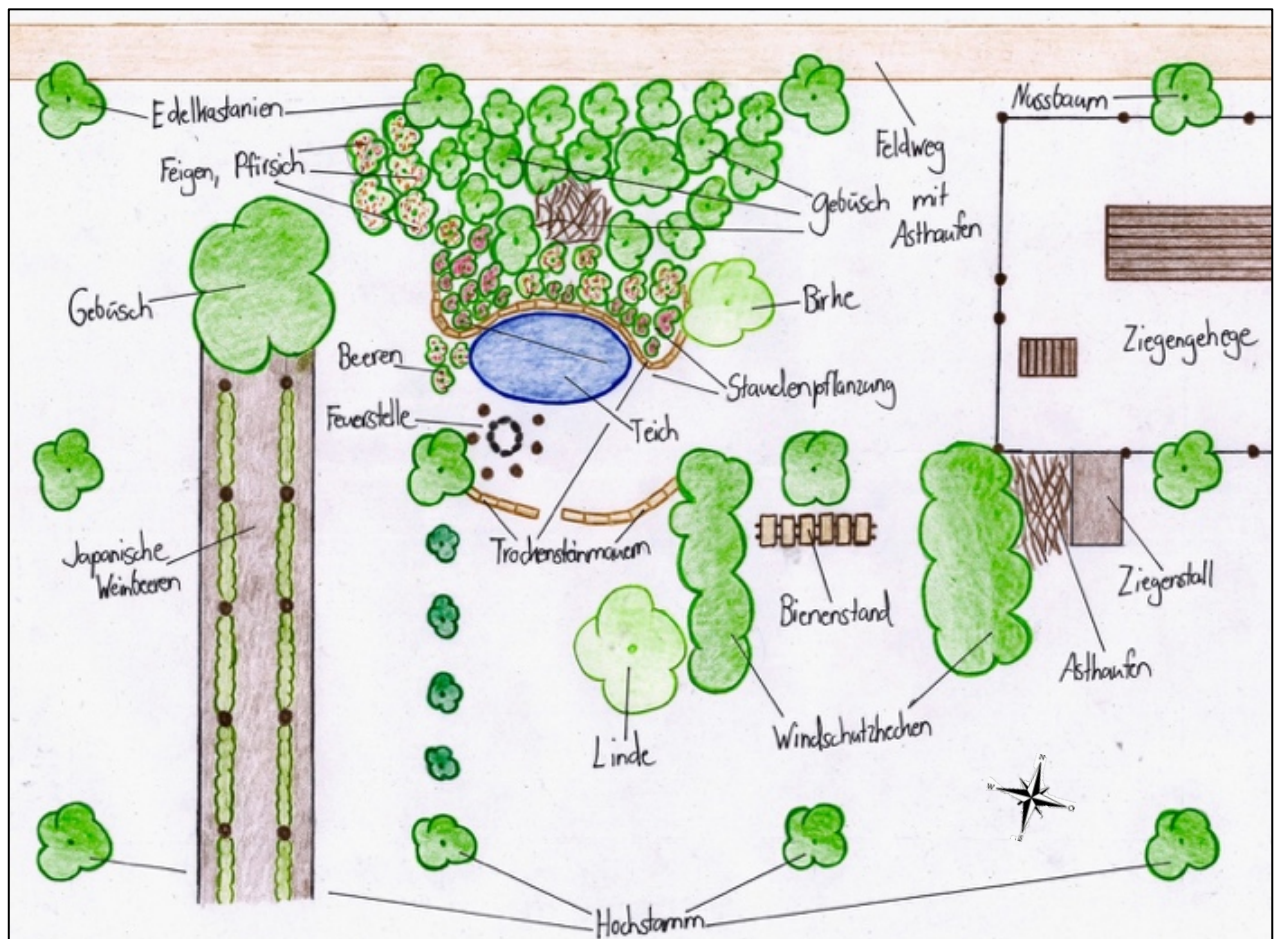 Edelkastanien
Nussbaum
Feldweg
Feigen, Pfirsich
Gebüsch mit
Asthaufen
Gebüsch
Birke
Ziegengehege
Beeren
Staudenpflanzung
Feuerstelle
Teich
Trockensteinmauern
Japanische
Weinbeeren
Ziegenstall
Bienenstand
Asthaufen
Windschutzhecken
Linde
N
W
O
S
Hochstamm